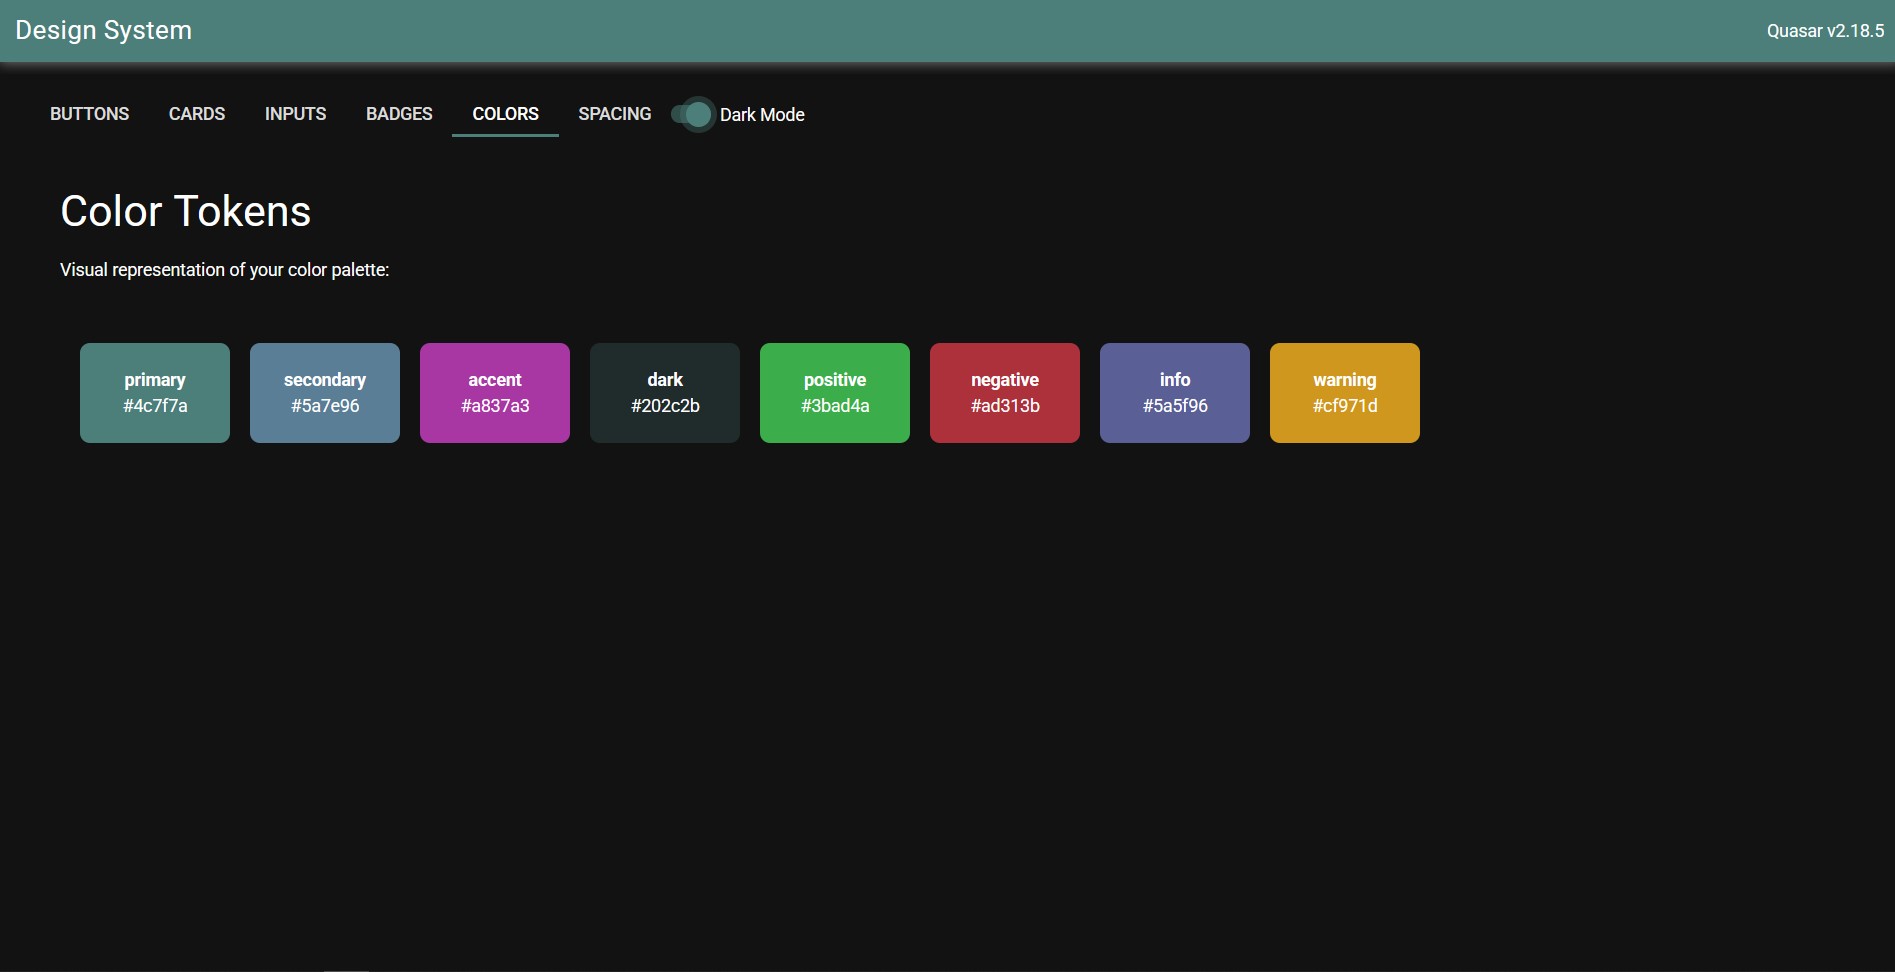 Design System
Quasar v2.18.5
BUTTONS CARDS INPUTS BADGES COLORS SPACING Dark Mode
Color Tokens
Visual representation of your color palette:
primary secondary accent dark positive negative info warning
#4c7f7a #5a7e96 #a837a3 #202c2b #3bad4a #ad313b #5a5f96 #cf971d